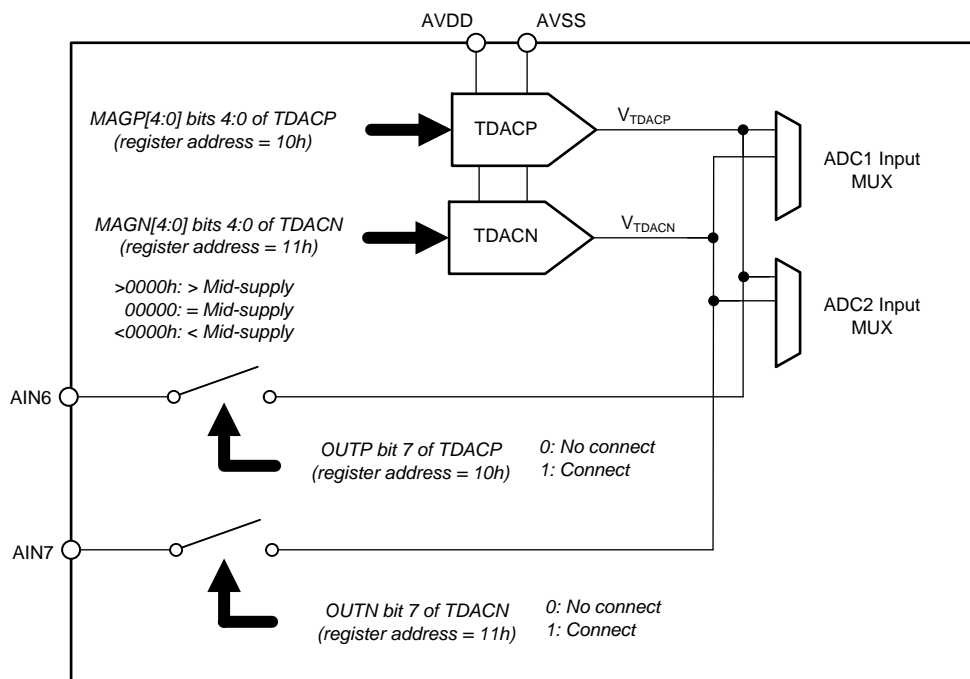 AVDD AVSS
MAGP[4:0] bits 4:0 of TDACP
(register address = 10h)
TDACP
VTDACP
ADC1 Input
MUX
MAGN[4:0] bits 4:0 of TDACN
(register address = 11h)
TDACN
VTDACN
>0000h: > Mid-supply
00000: = Mid-supply
<0000h: < Mid-supply
ADC2 Input
MUX
AIN6
OUTP bit 7 of TDACP
(register address = 10h)
0: No connect
1: Connect
AIN7
OUTN bit 7 of TDACN
(register address = 11h)
0: No connect
1: Connect